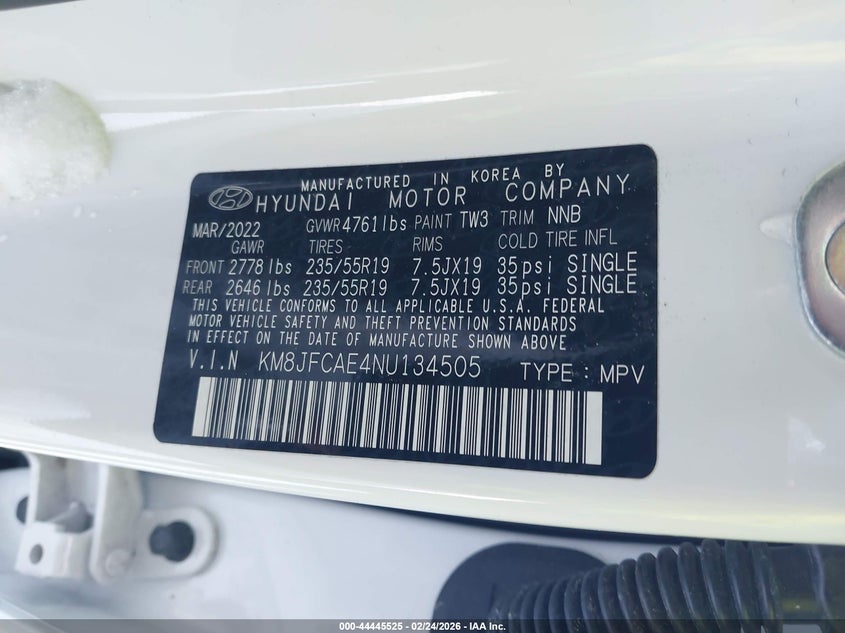 MANUFACTURED IN KOREA BY
HYUNDAI MOTOR COMPANY
MAR/2022 GVWR 4761lbs PAINT TW3 TRIM NNB
GAWR TIRES RIMS COLD TIRE INFL
FRONT 2778lbs 235/55R19 7.5JX19 35psi SINGLE
REAR 2646lbs 235/55R19 7.5JX19 35psi SINGLE
THIS VEHICLE CONFORMS TO ALL APPLICABLE U.S.A. FEDERAL
MOTOR VEHICLE SAFETY AND THEFT PREVENTION STANDARDS
IN EFFECT ON THE DATE OF MANUFACTURE SHOWN ABOVE
V.I.N KM8JFCAE4NU134505 TYPE : MPV
000-44445525 - 02/24/2026 - IAA Inc.